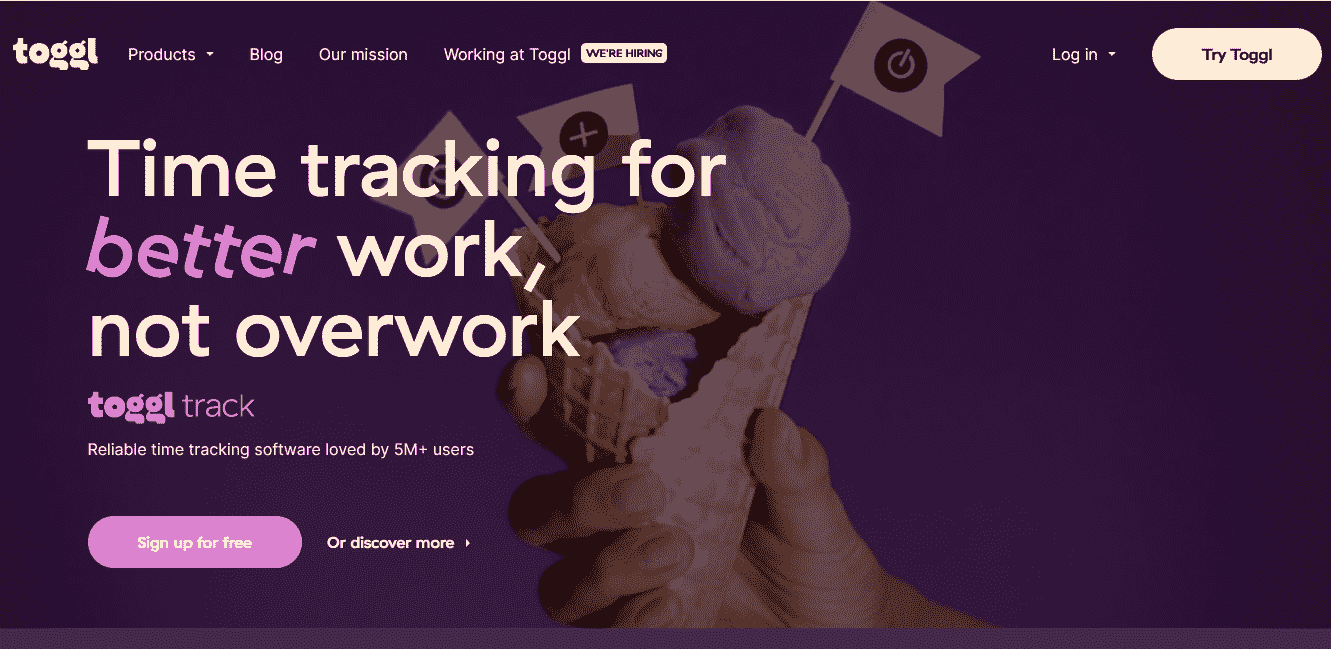 toggl
Products
Blog
Our mission
Working at Toggl
WE'RE HIRING
Log in
Try Toggl
Time tracking for
better work,
not overwork
toggl track
Reliable time tracking software loved by 5M+ users
Sign up for free
Or discover more